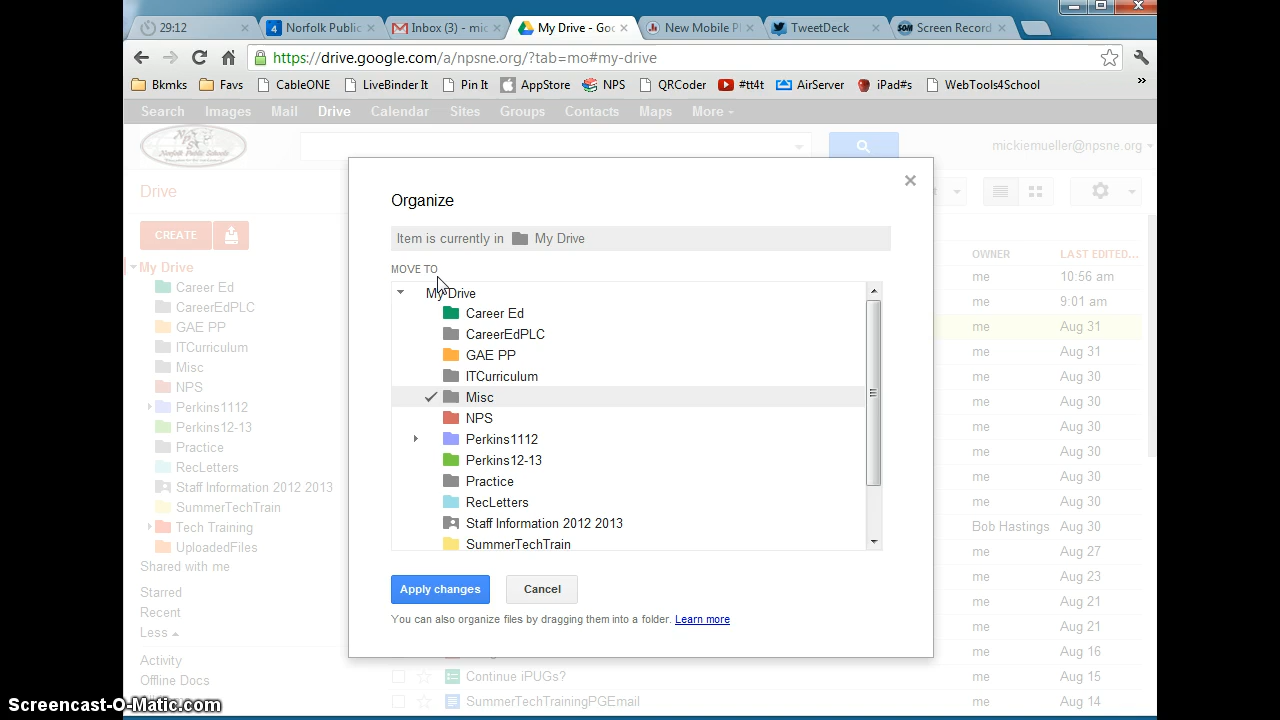 29:12
Norfolk Public
Inbox (3) - mic
My Drive - Goo
New Mobile P
TweetDeck
Screen Record
https://drive.google.com/a/npsne.org/?tab=mo#my-drive
Bkmks Favs CableONE LiveBinder It Pin It AppStore NPS QRCoder #tt4t AirServer iPad#s WebTools4School »
Search Images Mail Drive Calendar Sites Groups Contacts Maps More
Norfolk Public Schools
mickiemueller@npsne.org
Drive
CREATE
My Drive
Career Ed
CareerEdPLC
GAE PP
ITCurriculum
Misc
NPS
Perkins1112
Perkins12-13
Practice
RecLetters
Staff Information 2012 2013
SummerTechTrain
Tech Training
UploadedFiles
Shared with me
Starred
Recent
Less
Activity
Offline Docs
Organize
Item is currently in My Drive
MOVE TO
My Drive
Career Ed
CareerEdPLC
GAE PP
ITCurriculum
Misc
NPS
Perkins1112
Perkins12-13
Practice
RecLetters
Staff Information 2012 2013
SummerTechTrain
Apply changes Cancel
You can also organize files by dragging them into a folder. Learn more
OWNER LAST EDITED...
me 10:56 am
me 9:01 am
me Aug 31
me Aug 31
me Aug 30
me Aug 30
me Aug 30
me Aug 30
me Aug 30
me Aug 30
Bob Hastings Aug 30
me Aug 27
me Aug 23
me Aug 21
me Aug 21
me Aug 16
Continue iPUGs? me Aug 15
SummerTechTrainingPGEmail me Aug 14
Screencast-O-Matic.com